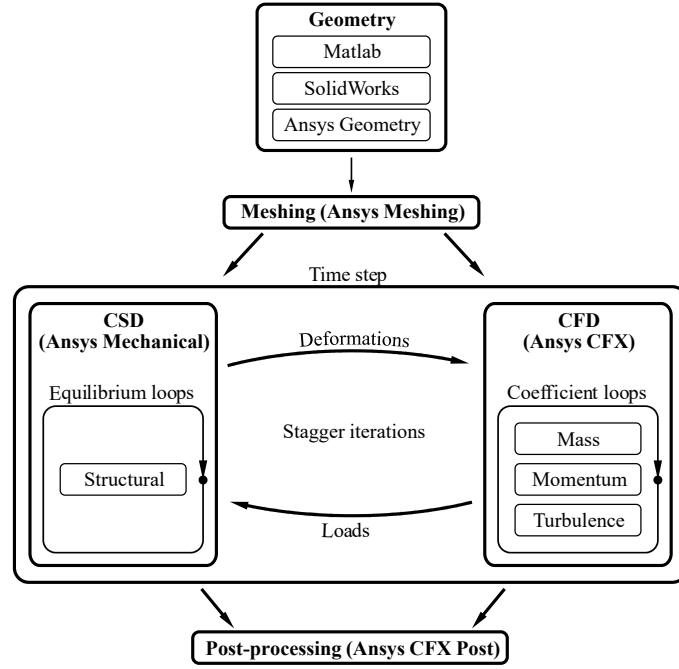 Geometry
Matlab
SolidWorks
Ansys Geometry
Meshing (Ansys Meshing)
Time step
CSD
(Ansys Mechanical)
Equilibrium loops
Structural
Deformations
Stagger iterations
Loads
CFD
(Ansys CFX)
Coefficient loops
Mass
Momentum
Turbulence
Post-processing (Ansys CFX Post)